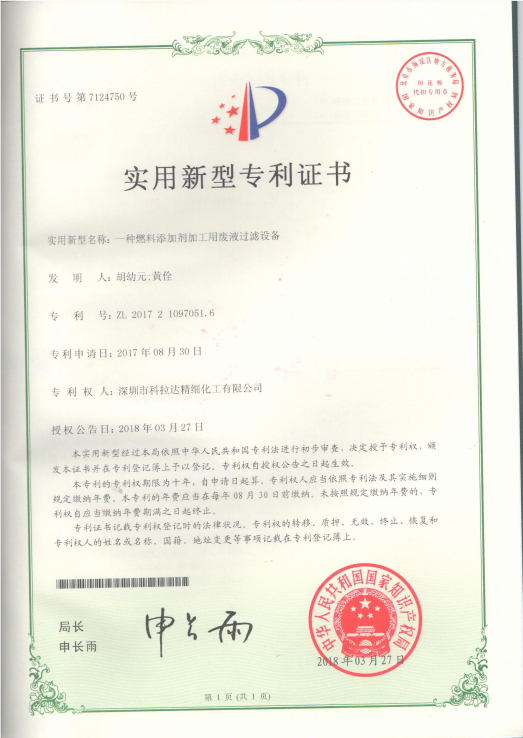 证书号第7124750号
印花税
代扣专用章
国家知识产权局
实用新型专利证书
实用新型名称：一种燃料添加剂加工用废液过滤设备
发 明 人：胡幼元;黄佺
专 利 号：ZL 2017 2 1097051.6
专利申请日：2017年08月30日
专 利 权 人：深圳市科拉达精细化工有限公司
授权公告日：2018年03月27日
本实用新型经过本局依照中华人民共和国专利法进行初步审查，决定授予专利权，颁
发本证书并在专利登记簿上予以登记。专利权自授权公告之日起生效。
本专利的专利权期限为十年，自申请日起算。专利权人应当依照专利法及其实施细则
规定缴纳年费。本专利的年费应当在每年08月30日前缴纳。未按照规定缴纳年费的，专
利权自应当缴纳年费期满之日起终止。
专利证书记载专利权登记时的法律状况。专利权的转移、质押、无效、终止、恢复和
专利权人的姓名或名称、国籍、地址变更等事项记载在专利登记簿上。
局长
申长雨
申长雨
中华人民共和国国家知识产权局
2018年03月27日
第1页(共1页)